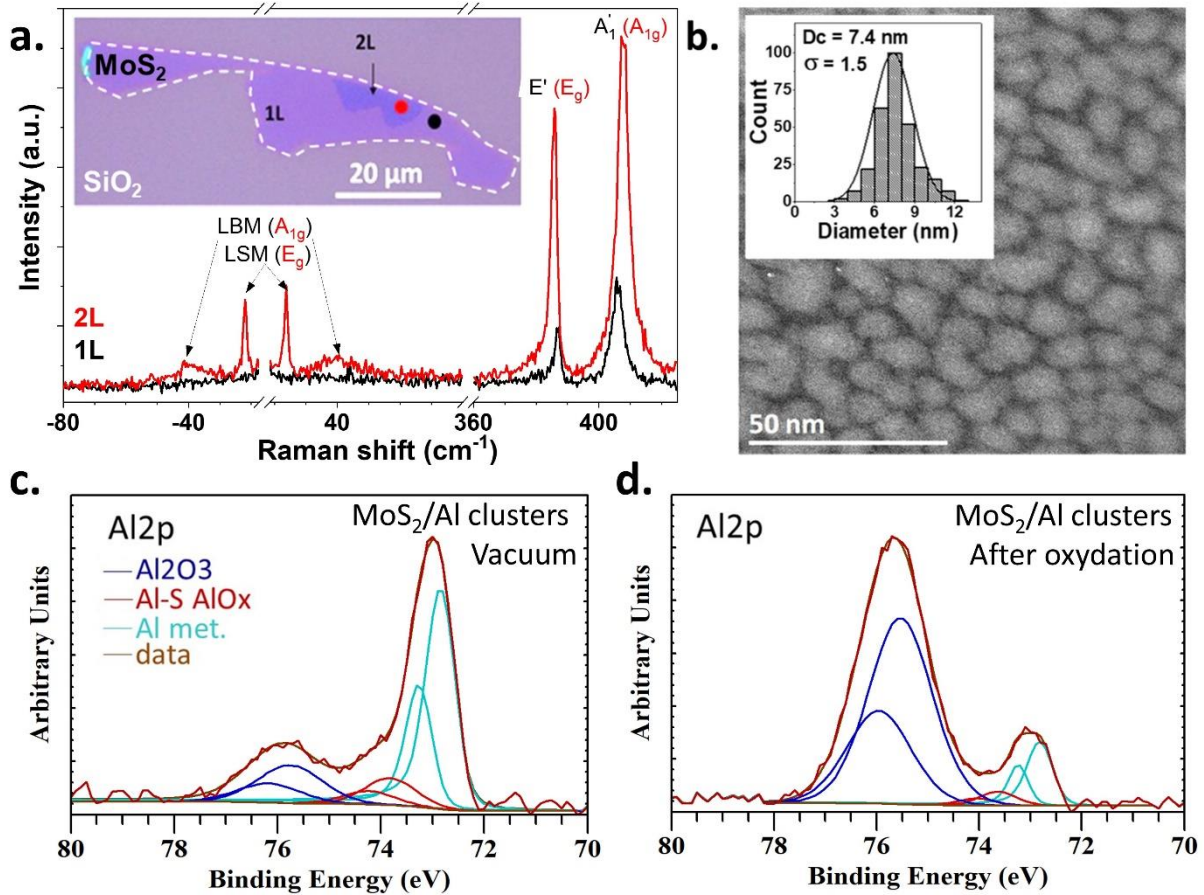 a.
MoS2
2L
1L
SiO2
20 µm
A1' (A1g)
E' (Eg)
LBM (A1g)
LSM (Eg)
2L
1L
Intensity (a.u.)
-80 -40 40 360 400
Raman shift (cm-1)
b.
Dc = 7.4 nm
σ = 1.5
100
75
50
25
0
Count
0 3 6 9 12
Diameter (nm)
50 nm
c.
Al2p
MoS2/Al clusters
Vacuum
Al2O3
Al-S AlOx
Al met.
data
Arbitrary Units
80 78 76 74 72 70
Binding Energy (eV)
d.
Al2p
MoS2/Al clusters
After oxydation
Arbitrary Units
80 78 76 74 72 70
Binding Energy (eV)